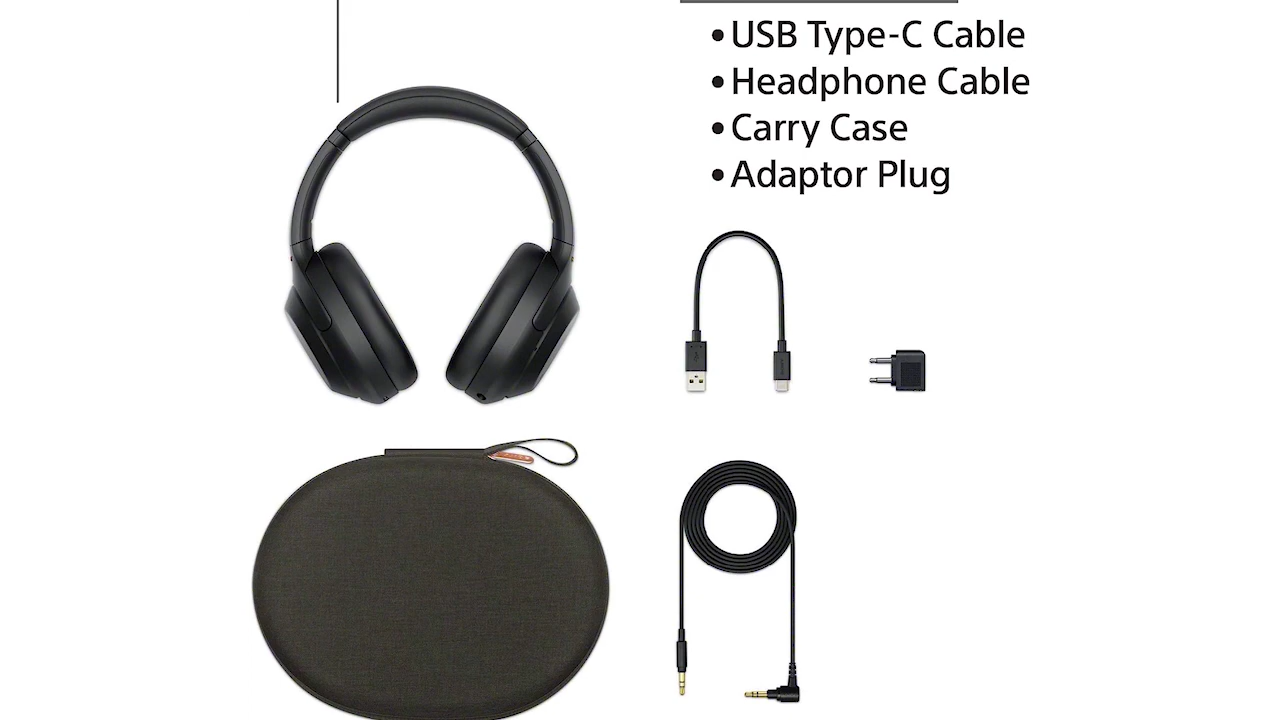 •USB Type-C Cable
•Headphone Cable
•Carry Case
•Adaptor Plug